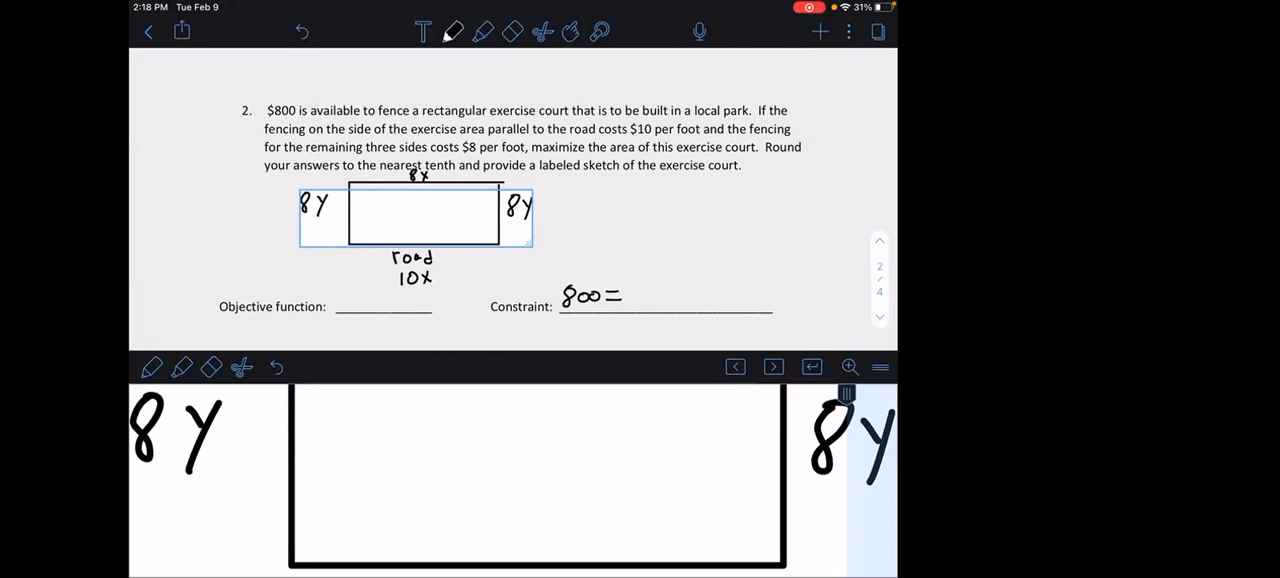 2:18 PM Tue Feb 9
31%
2. $800 is available to fence a rectangular exercise court that is to be built in a local park. If the
fencing on the side of the exercise area parallel to the road costs $10 per foot and the fencing
for the remaining three sides costs $8 per foot, maximize the area of this exercise court. Round
your answers to the nearest tenth and provide a labeled sketch of the exercise court.
8x
8y 8y
road
10x
2
/
4
Objective function: ____________ Constraint: 800=
8y 8y